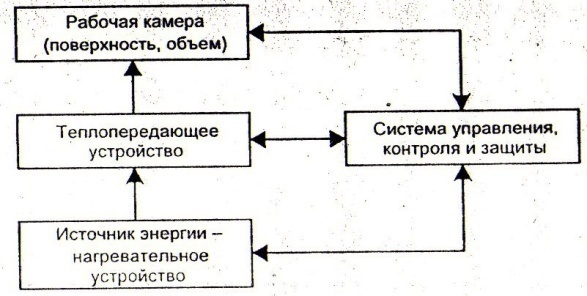 Рабочая камера
(поверхность, объем)
Теплопередающее
устройство
Система управления,
контроля и защиты
Источник энергии –
нагревательное
устройство